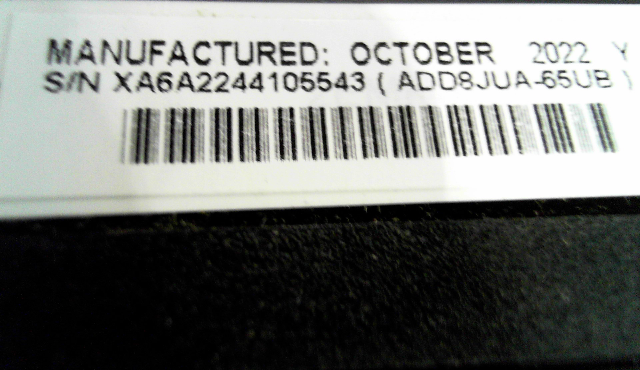 MANUFACTURED: OCTOBER 2022 Y
S/N XA6A2244105543 ( ADD8JUA-65UB )